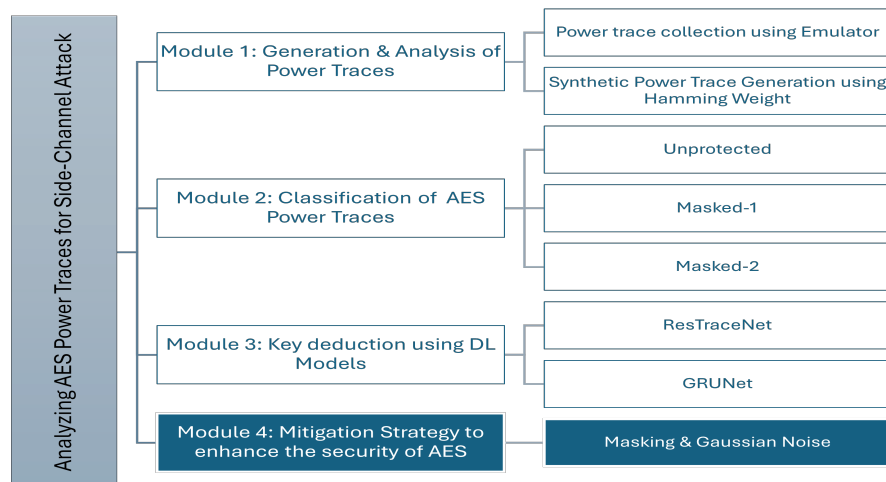 Analyzing AES Power Traces for Side-Channel Attack
Module 1: Generation & Analysis of
Power Traces
Power trace collection using Emulator
Synthetic Power Trace Generation using
Hamming Weight
Module 2: Classification of AES
Power Traces
Unprotected
Masked-1
Masked-2
Module 3: Key deduction using DL
Models
ResTraceNet
GRUNet
Module 4: Mitigation Strategy to
enhance the security of AES
Masking & Gaussian Noise